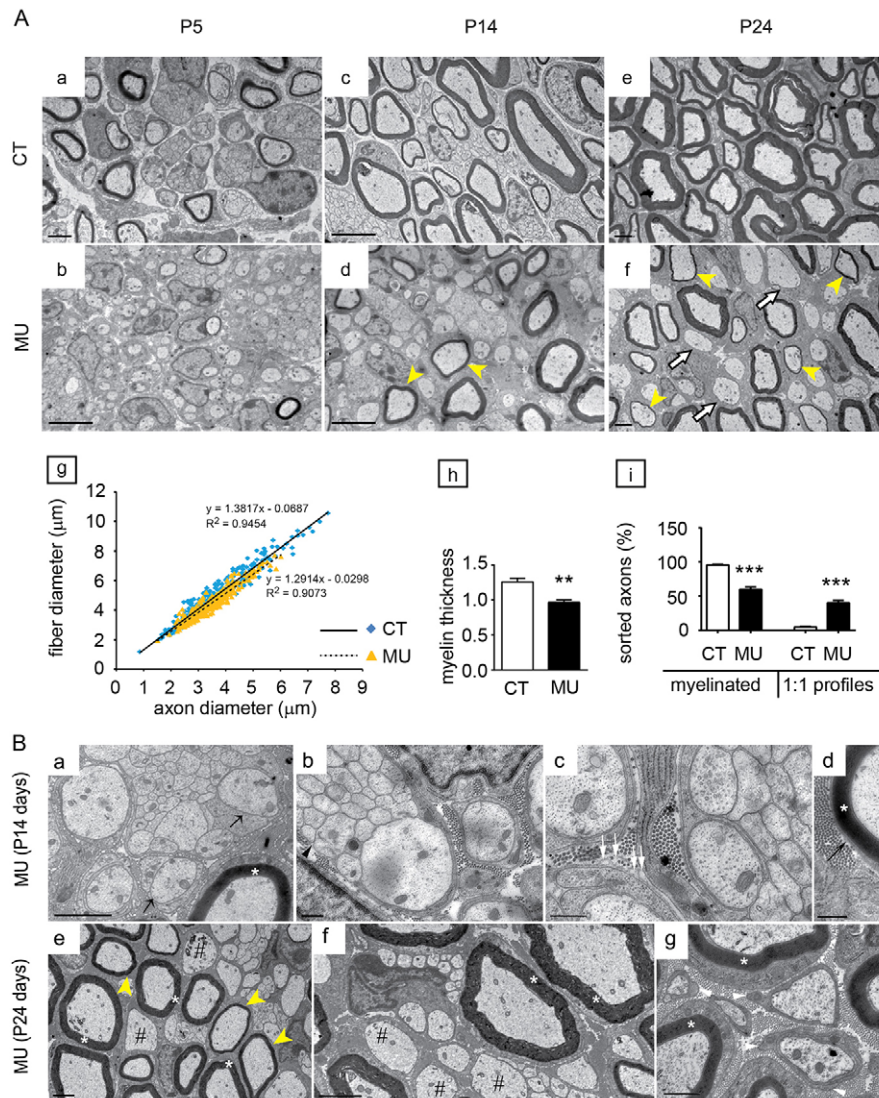 A
P5 P14 P24
a c e
CT
b d f
MU
g
fiber diameter (μm)
12
10
8
6
4
2
0 1 2 3 4 5 6 7 8 9
axon diameter (μm)
y = 1.3817x - 0.0687
R² = 0.9454
y = 1.2914x - 0.0298
R² = 0.9073
CT
MU
h
myelin thickness
1.5
1.0
0.5
0.0
**
CT MU
i
sorted axons (%)
150
100
50
0
*** ***
CT MU CT MU
myelinated 1:1 profiles
B
MU (P14 days)
a b c d
* *
MU (P24 days)
e f g
# * * *
# * #
* * #
# #